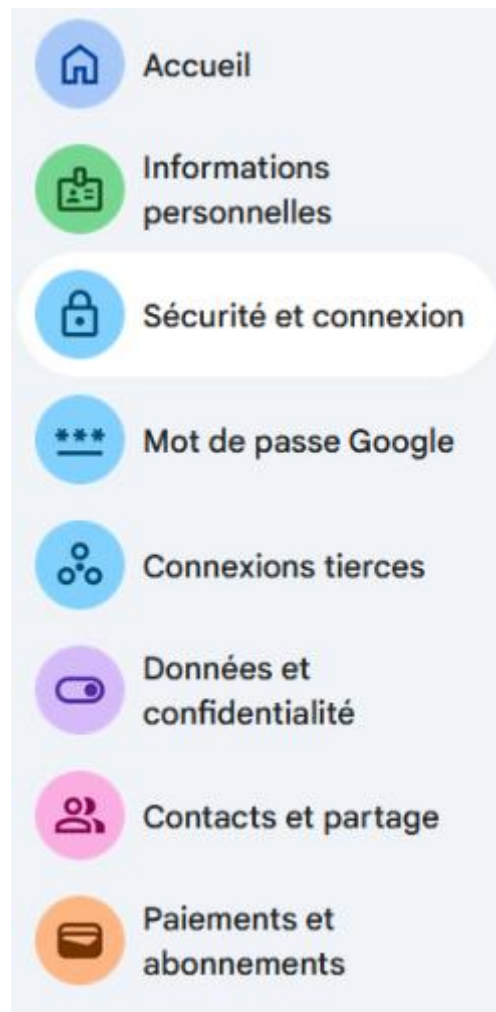 Accueil
Informations
personnelles
Sécurité et connexion
Mot de passe Google
Connexions tierces
Données et
confidentialité
Contacts et partage
Paiements et
abonnements